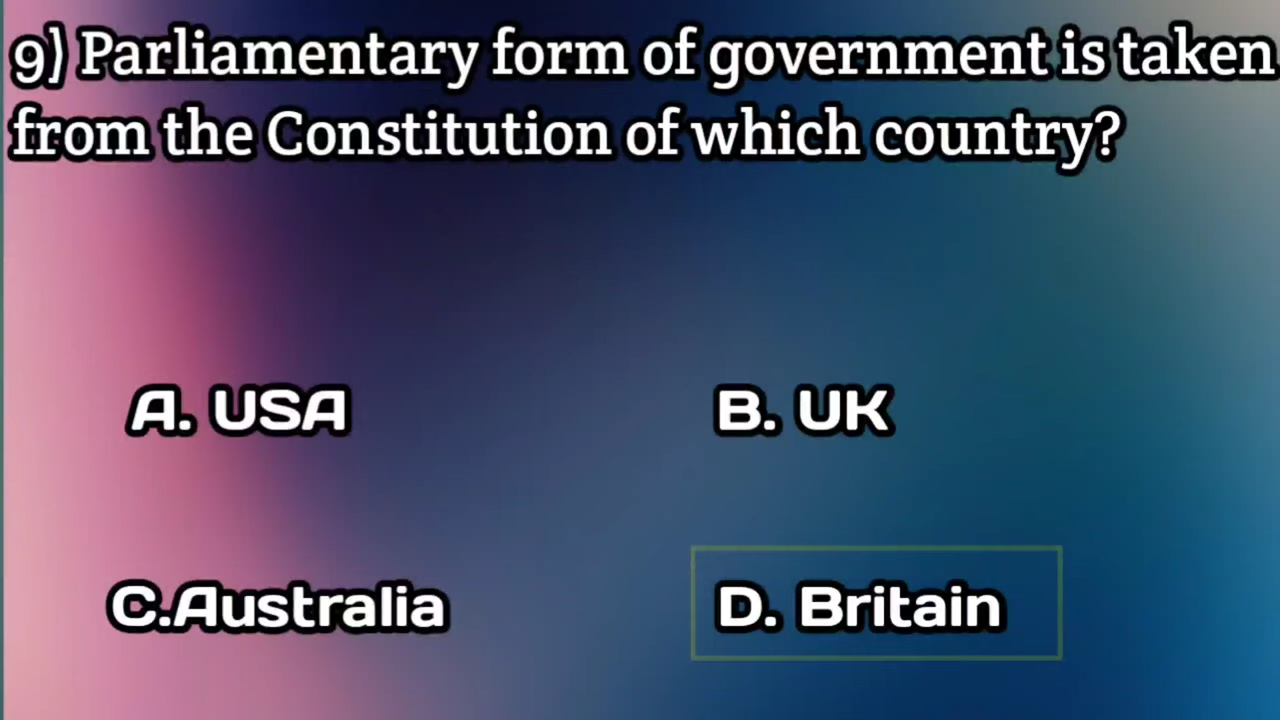 9) Parliamentary form of government is taken
from the Constitution of which country?
A. USA
B. UK
C.Australia
D. Britain